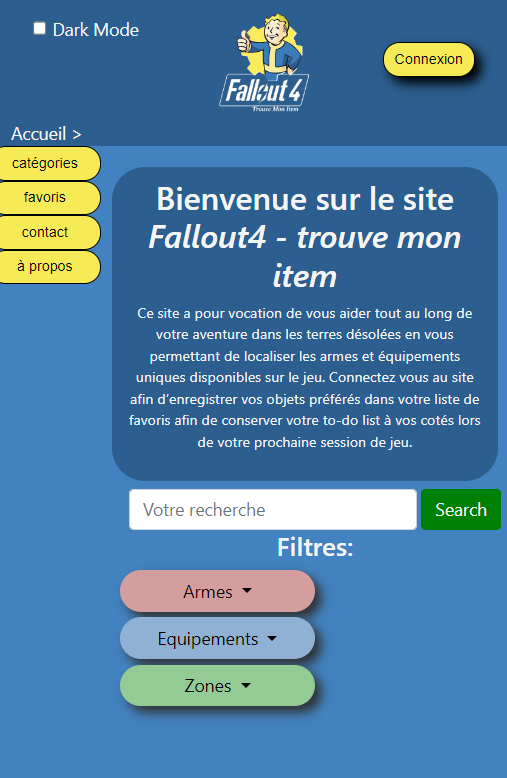 Dark Mode
Fallout 4
Trouve Mon Item
Connexion
Accueil >
catégories
favoris
contact
à propos
Bienvenue sur le site
Fallout4 - trouve mon
item
Ce site a pour vocation de vous aider tout au long de
votre aventure dans les terres désolées en vous
permettant de localiser les armes et équipements
uniques disponibles sur le jeu. Connectez vous au site
afin d'enregistrer vos objets préférés dans votre liste de
favoris afin de conserver votre to-do list à vos cotés lors
de votre prochaine session de jeu.
Votre recherche
Search
Filtres:
Armes
Equipements
Zones